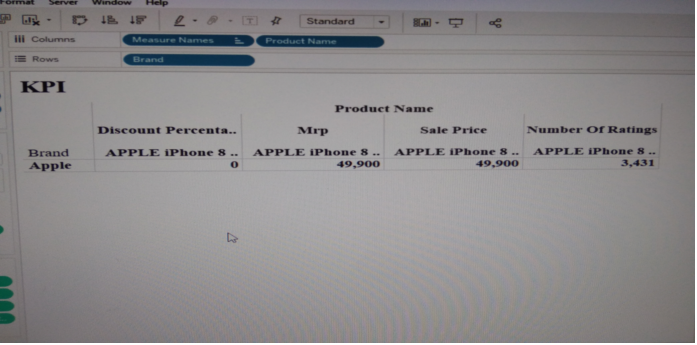 Format Server Window Help
Standard
Columns Measure Names Product Name
Rows Brand
KPI
Product Name
Discount Percenta.. Mrp Sale Price Number Of Ratings
Brand APPLE iPhone 8 .. APPLE iPhone 8 .. APPLE iPhone 8 .. APPLE iPhone 8 ..
Apple 0 49,900 49,900 3,431